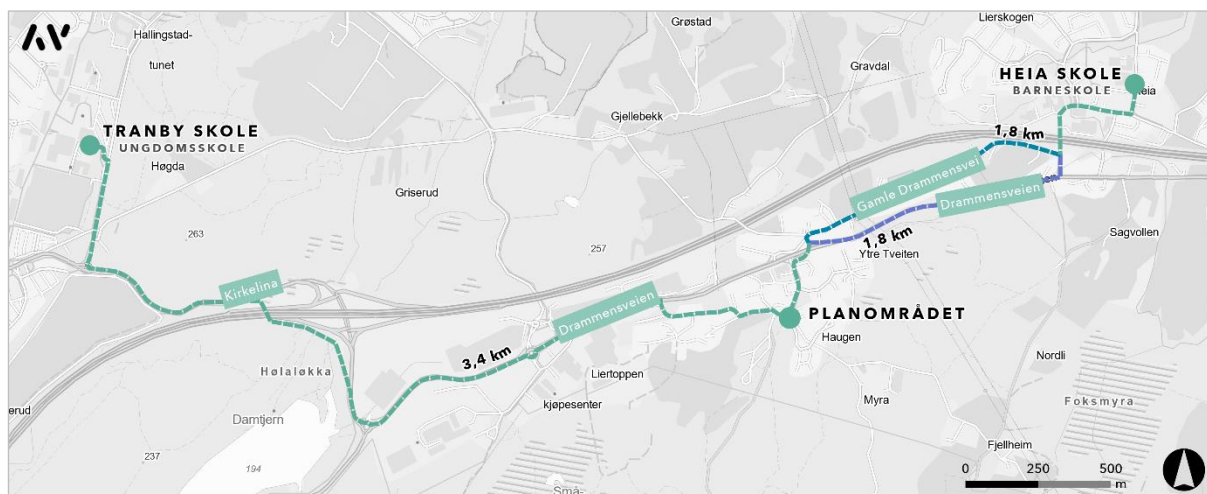 Hallingstad-
tunet
Grøstad
Lierskogen
HEIA SKOLE
BARNESKOLE
Heia
Gravdal
Gjellebekk
1,8 km
TRANBY SKOLE
UNGDOMSSKOLE
Høgda
Griserud
Gamle Drammensvei
Drammensveien
1,8 km
Sagvollen
263
257
Ytre Tveiten
Kirkelina
Drammensveien
PLANOMRÅDET
Haugen
3,4 km
Hølaløkka
Liertoppen
kjøpesenter
Nordli
Myra
Foksmyra
erud
Damtjern
237
194
Fjellheim
Små-
0 250 500
m